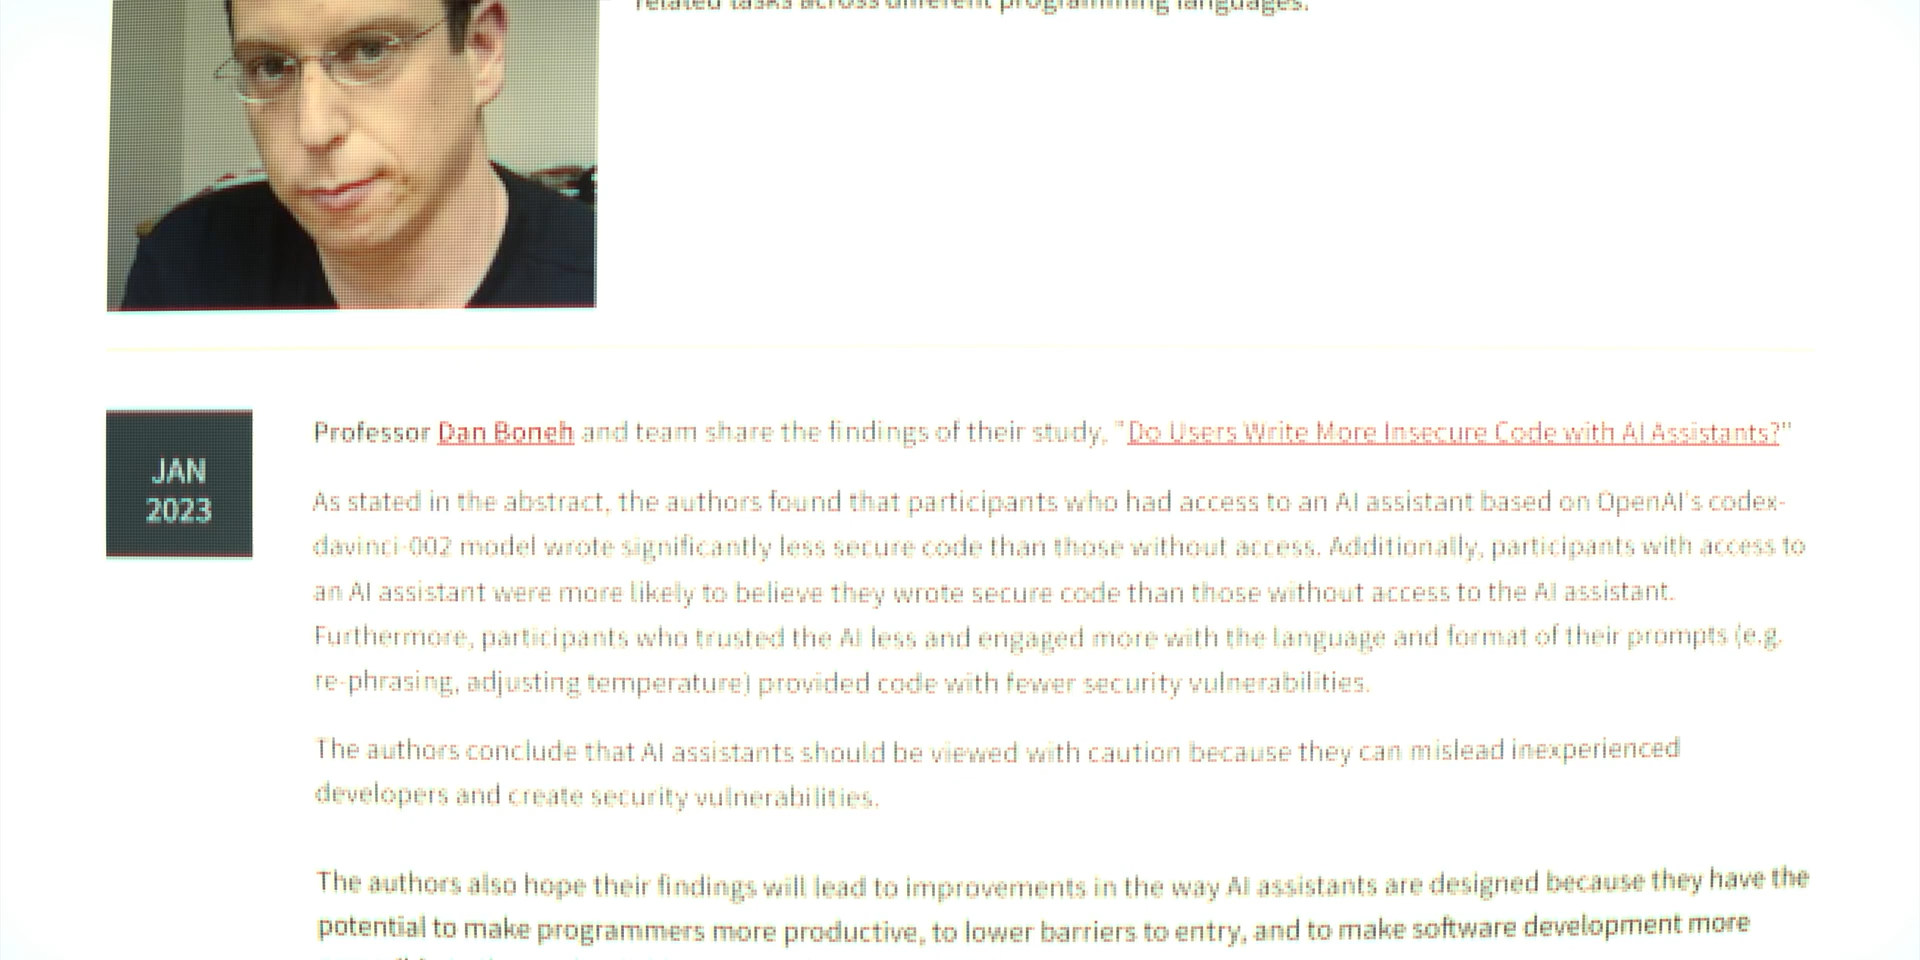 related tasks across different programming languages.
JAN
2023
Professor Dan Boneh and team share the findings of their study, "Do Users Write More Insecure Code with AI Assistants?"
As stated in the abstract, the authors found that participants who had access to an AI assistant based on OpenAI's codex-
davinci-002 model wrote significantly less secure code than those without access. Additionally, participants with access to
an AI assistant were more likely to believe they wrote secure code than those without access to the AI assistant.
Furthermore, participants who trusted the AI less and engaged more with the language and format of their prompts (e.g.
re-phrasing, adjusting temperature) provided code with fewer security vulnerabilities.
The authors conclude that AI assistants should be viewed with caution because they can mislead inexperienced
developers and create security vulnerabilities.
The authors also hope their findings will lead to improvements in the way AI assistants are designed because they have the
potential to make programmers more productive, to lower barriers to entry, and to make software development more